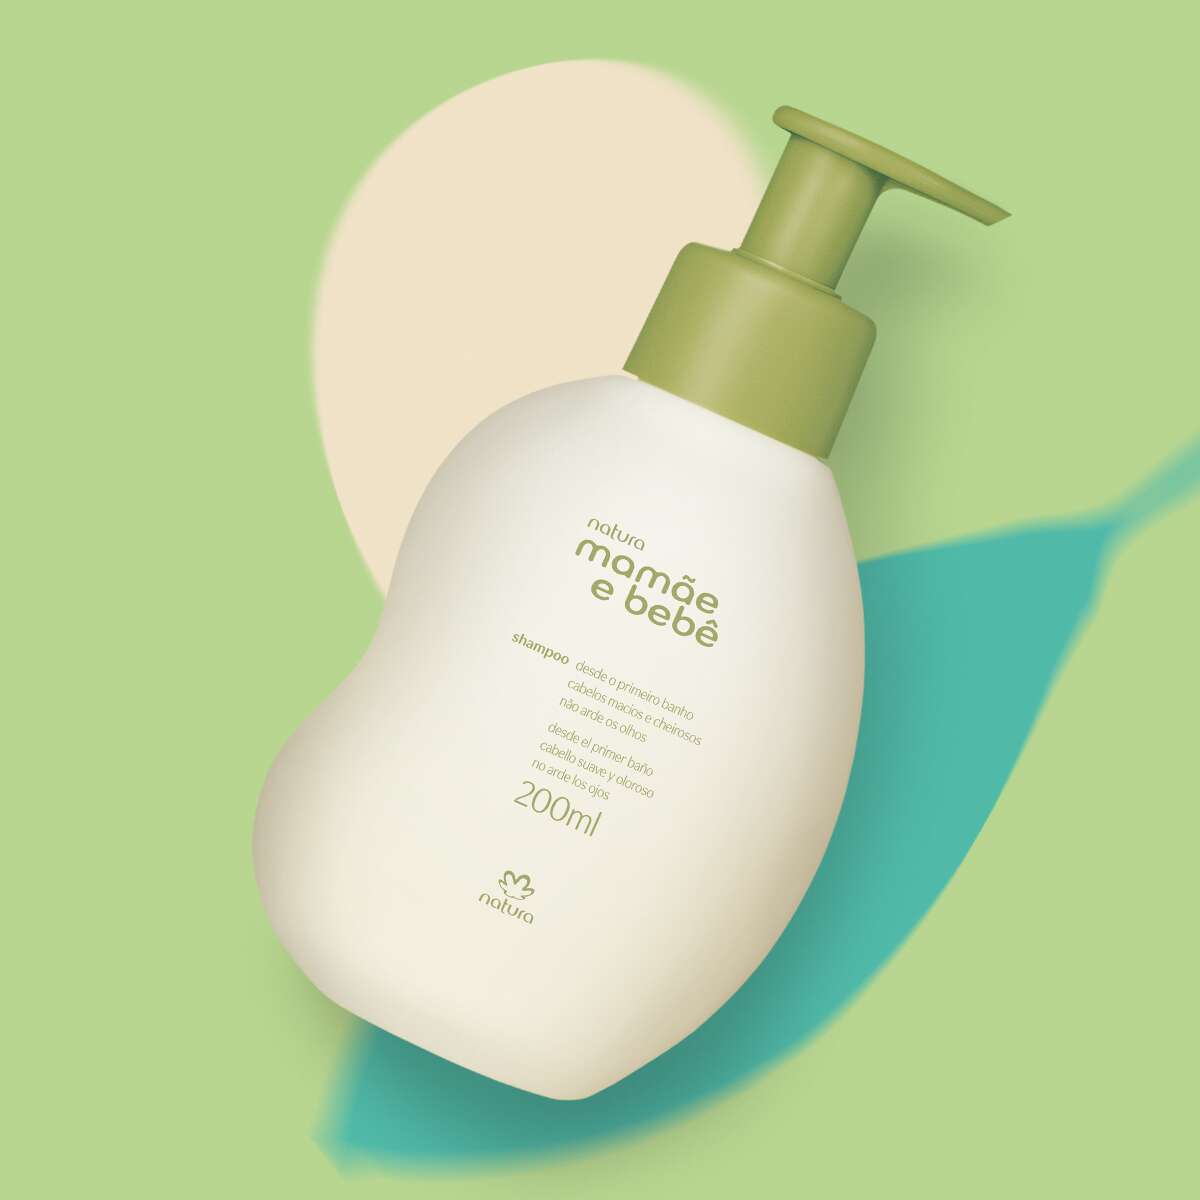 natura
mamãe
e bebê
shampoo desde o primeiro banho
cabelos macios e cheirosos
não arde os olhos
desde el primer baño
cabello suave y oloroso
no arde los ojos
200ml
natura